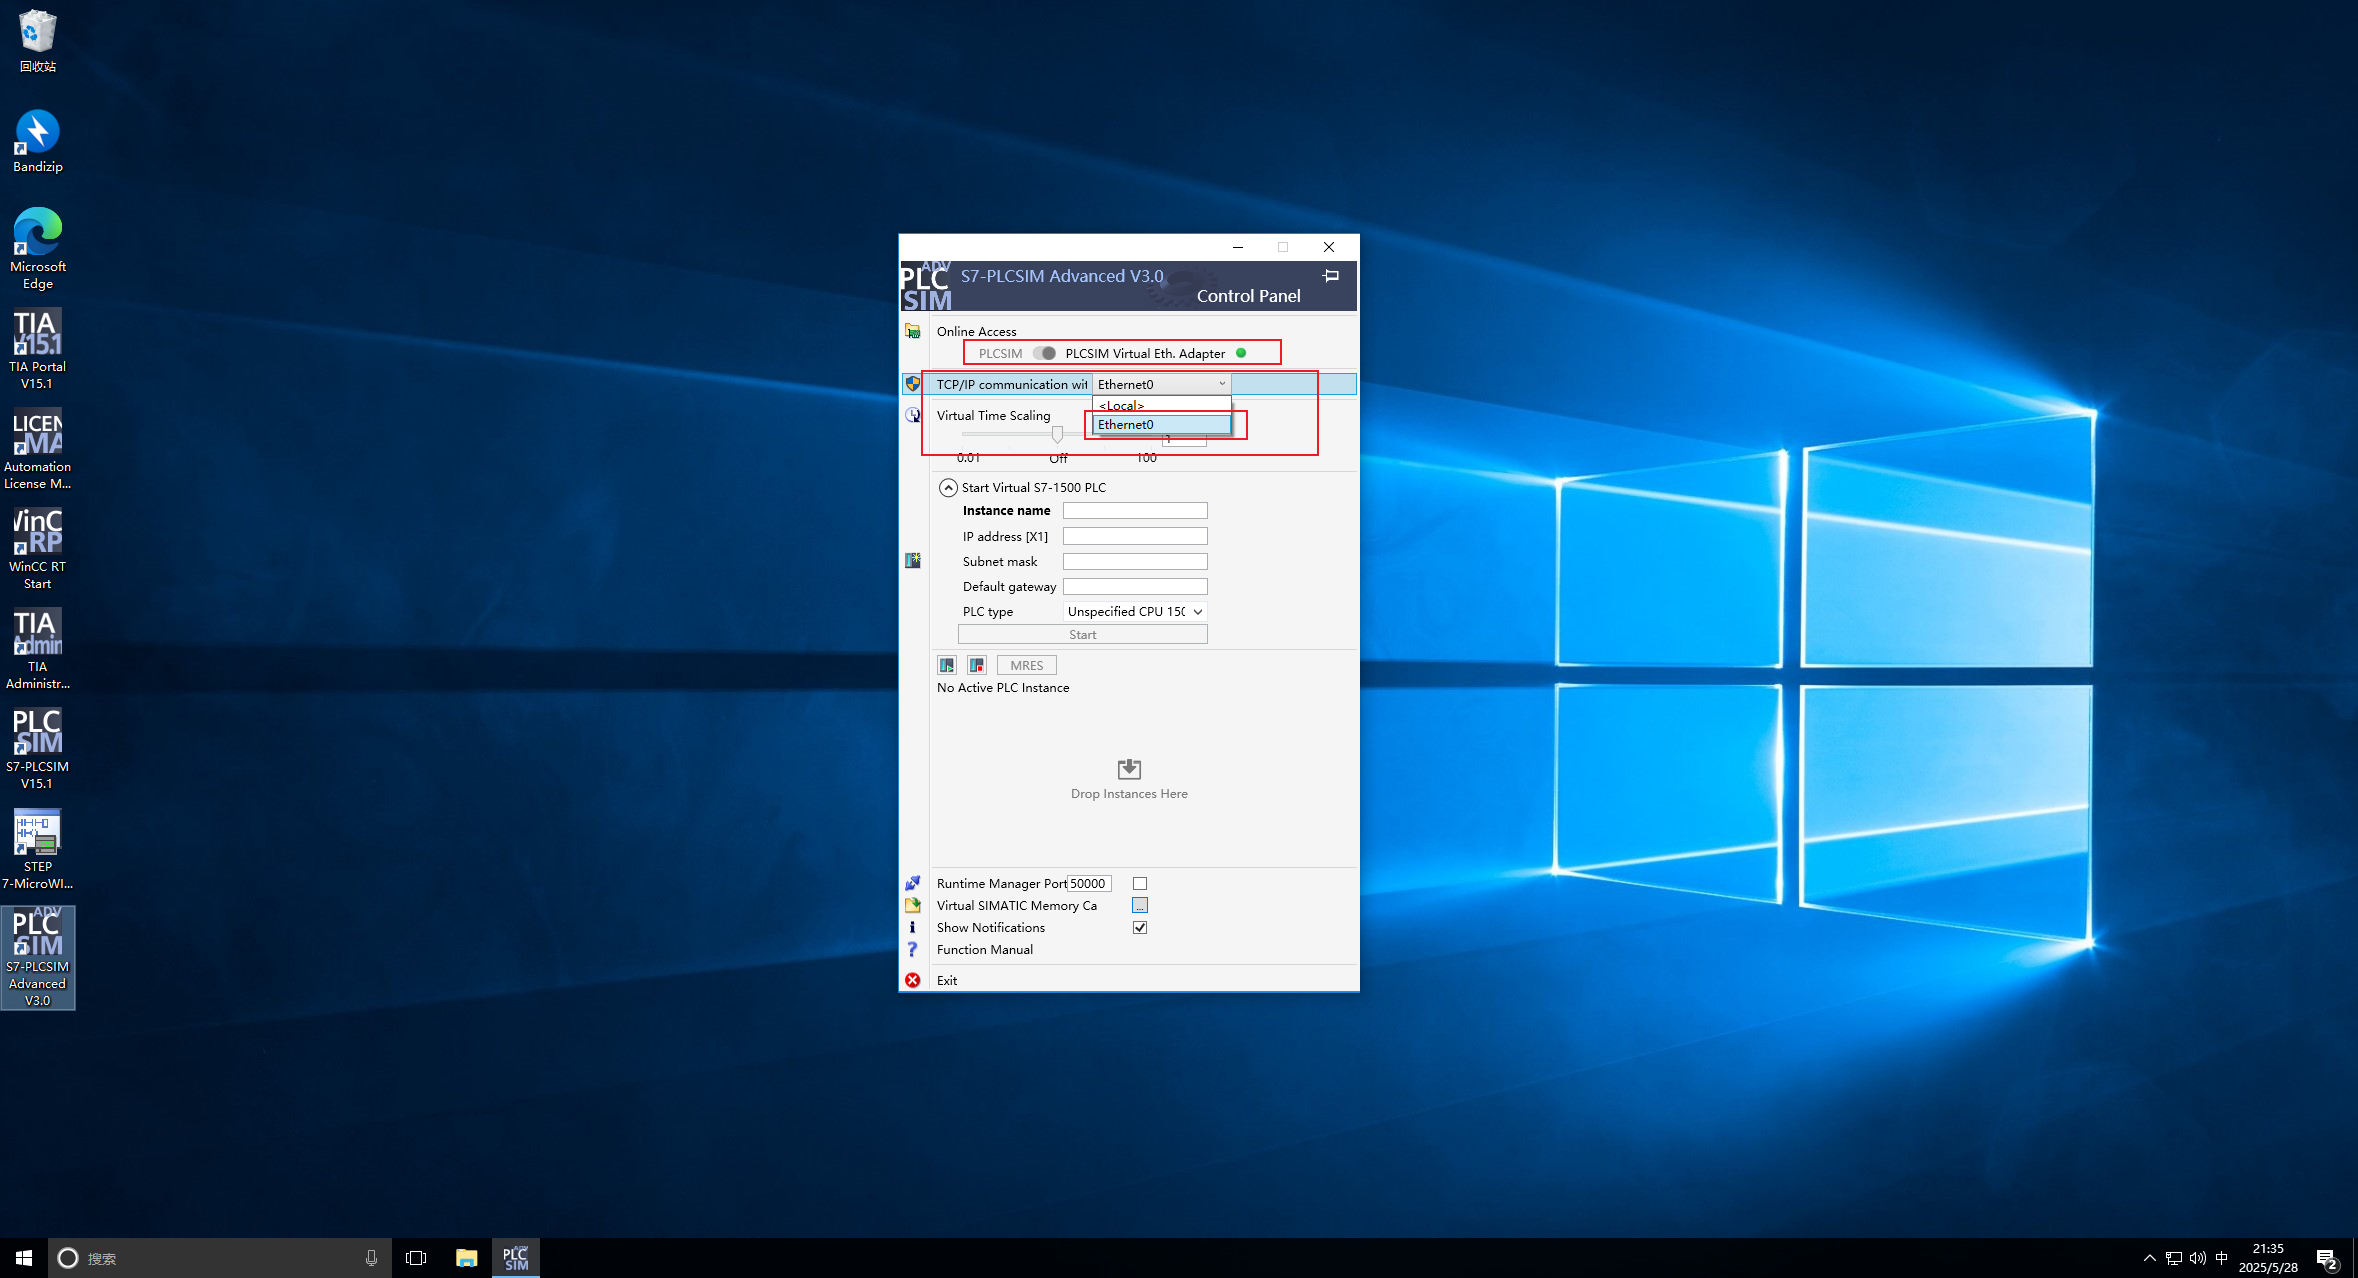 回收站
Bandizip
Microsoft
Edge
TIA
V15.1
TIA Portal
V15.1
LICEN
MA
Automation
License M...
WinC
RP
WinCC RT
Start
TIA
Admin
TIA
Administr...
PLC
SIM
S7-PLCSIM
V15.1
STEP
7-MicroWI...
ADV
PLC
SIM
S7-PLCSIM
Advanced
V3.0
ADV
PLC
SIM
S7-PLCSIM Advanced V3.0
Control Panel
Online Access
PLCSIM PLCSIM Virtual Eth. Adapter
TCP/IP communication wit Ethernet0
<Local>
Ethernet0
Virtual Time Scaling
1
0.01 Off 100
Start Virtual S7-1500 PLC
Instance name
IP address [X1]
Subnet mask
Default gateway
PLC type Unspecified CPU 150
Start
MRES
No Active PLC Instance
Drop Instances Here
Runtime Manager Port 50000
Virtual SIMATIC Memory Ca ...
Show Notifications
Function Manual
Exit
搜索
PLC
SIM
中
21:35
2025/5/28
2